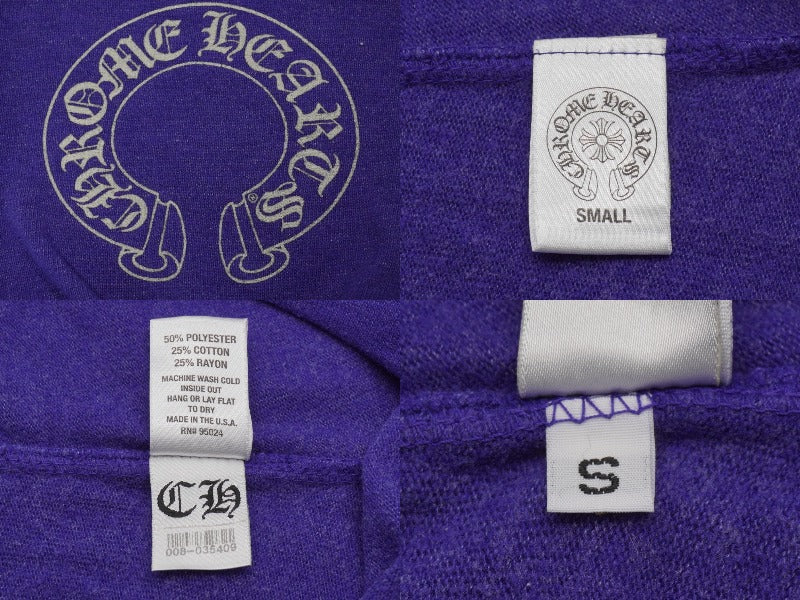 CHROME HEARTS
®
CHROME HEARTS
SMALL
50% POLYESTER
25% COTTON
25% RAYON
MACHINE WASH COLD
INSIDE OUT
HANG OR LAY FLAT
TO DRY
MADE IN THE U.S.A.
RN# 95024
CH
008-035409
S